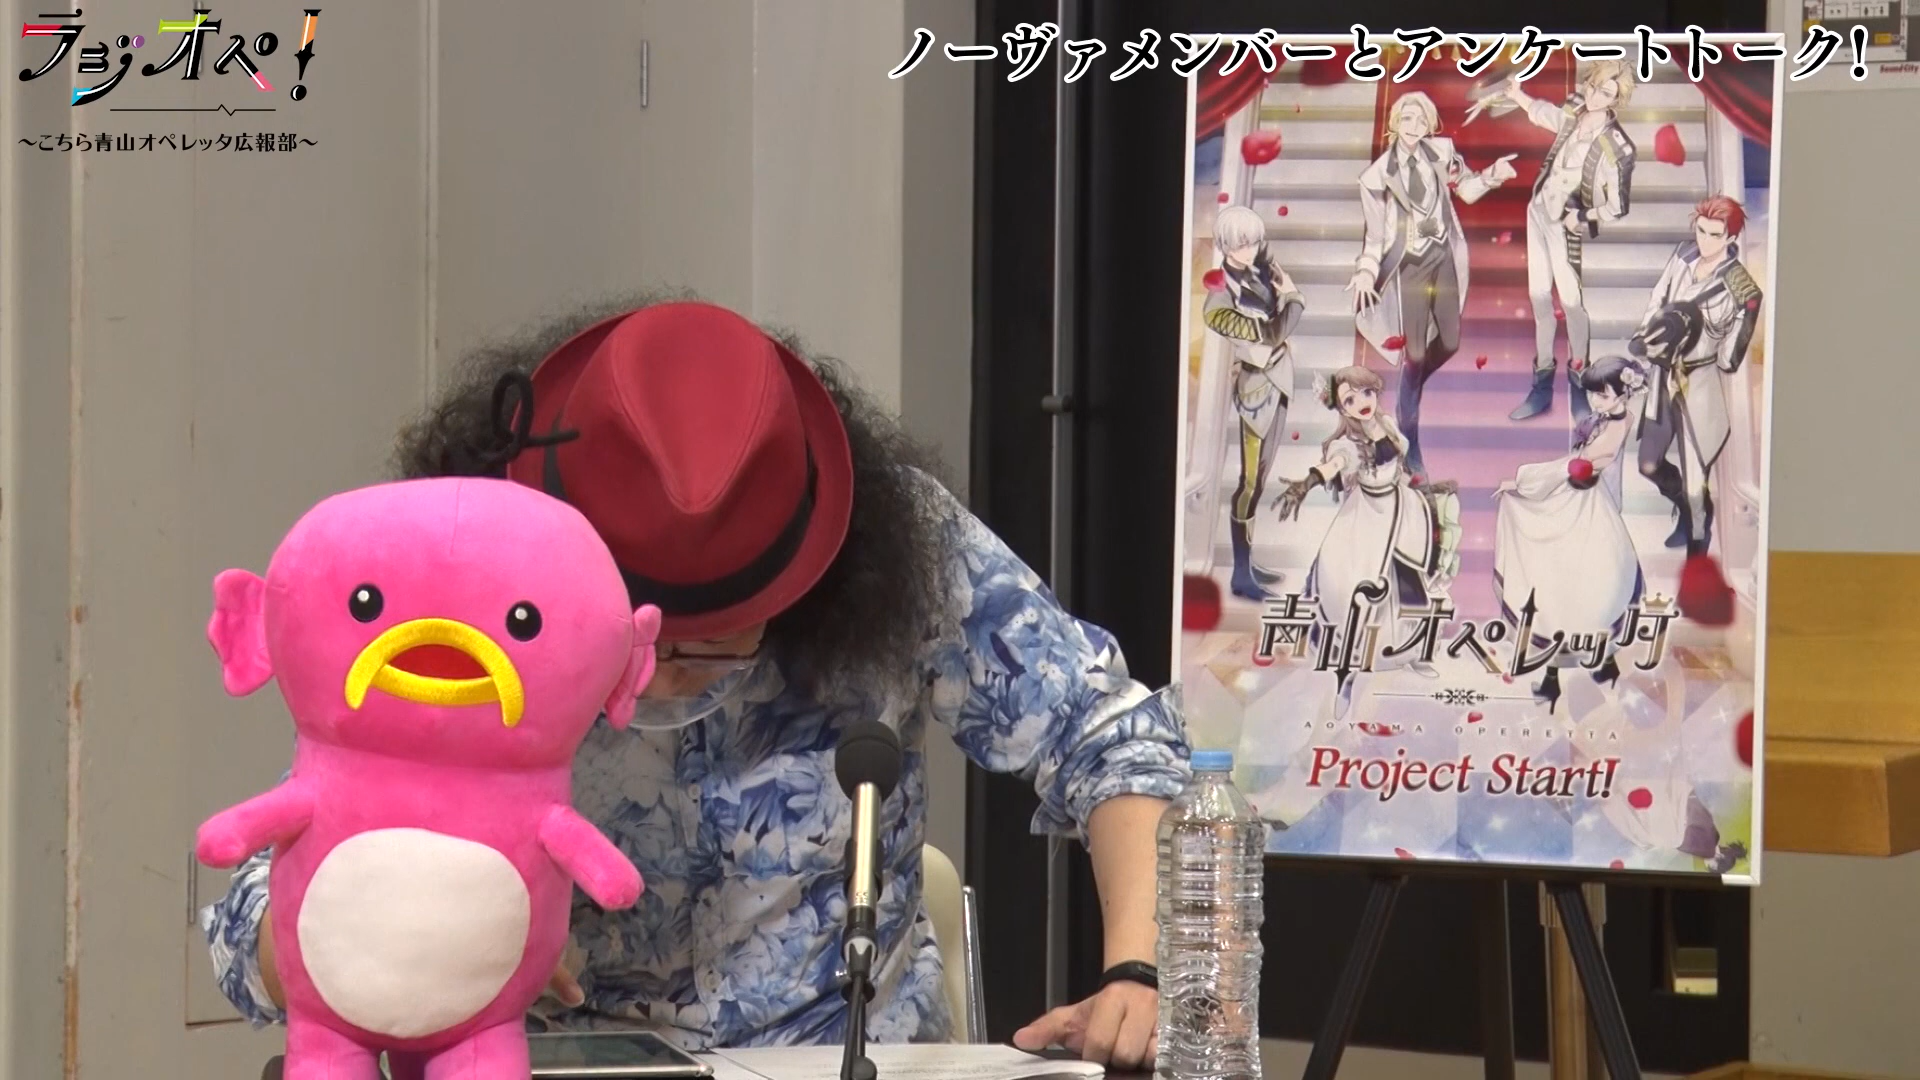 ラジオペ!
～こちら青山オペレッタ広報部～
ノーヴァメンバーとアンケートトーク!
Sound City
青山オペレッタ
AOYAMA OPERETTA
Project Start!